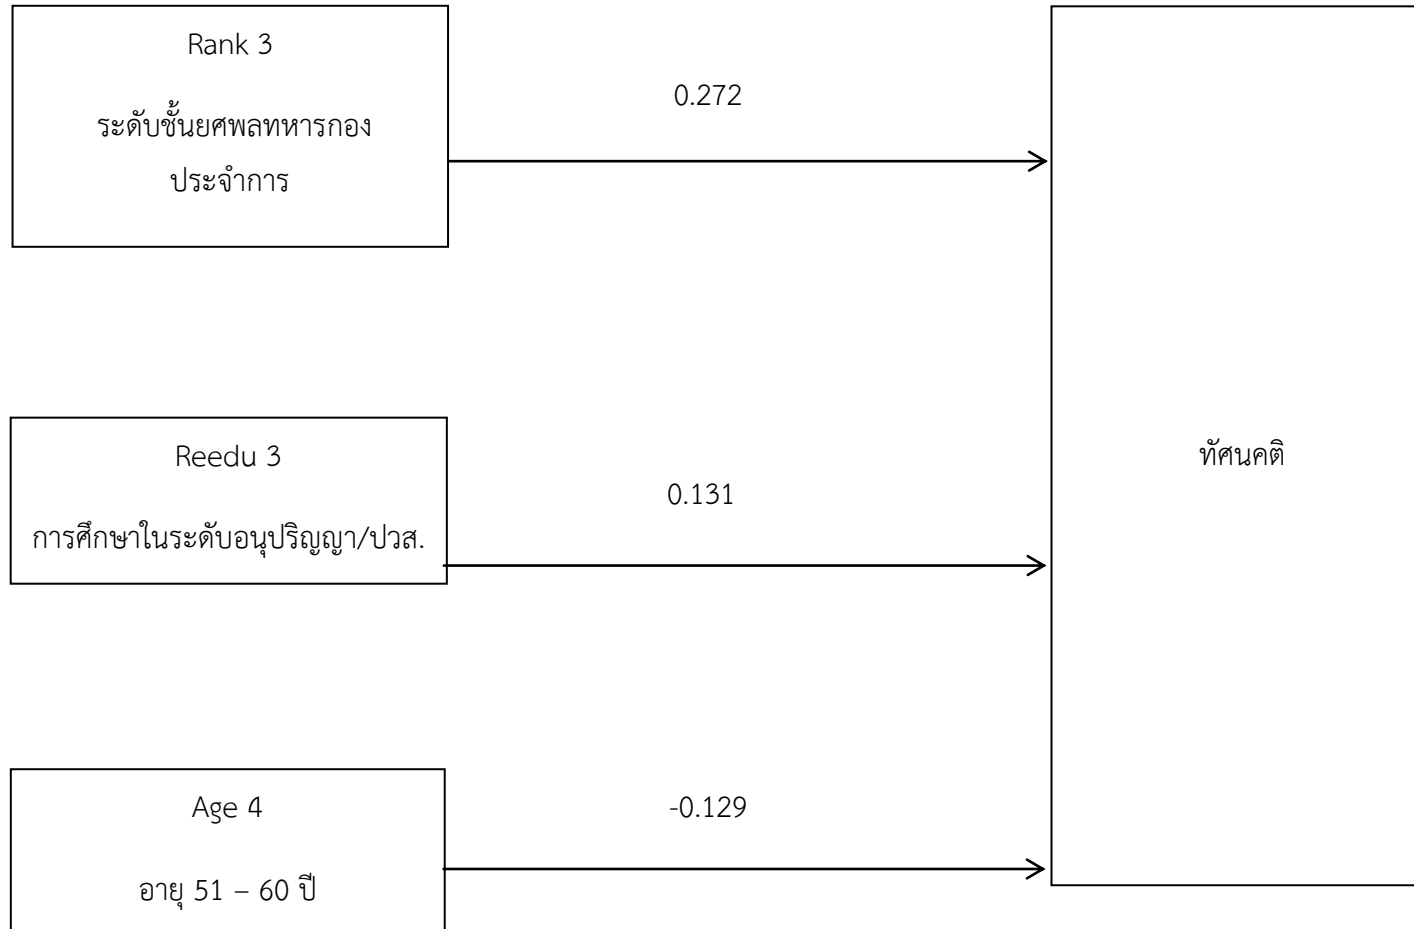 Rank 3
ระดับชั้นยศพลทหารกอง
ประจำการ
0.272
Reedu 3
การศึกษาในระดับอนุปริญญา/ปวส.
0.131
ทัศนคติ
Age 4
อายุ 51 – 60 ปี
-0.129